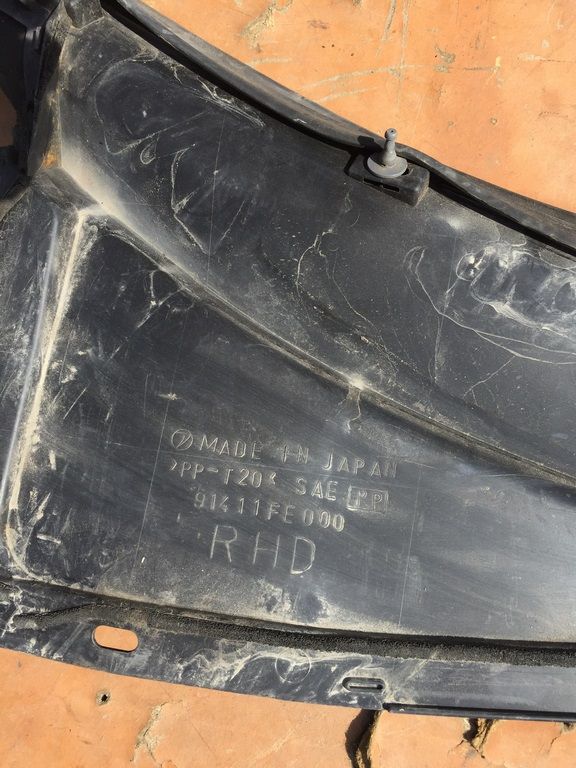 MADE IN JAPAN
>PP-T20< SAE PP
91411FE000
RHD